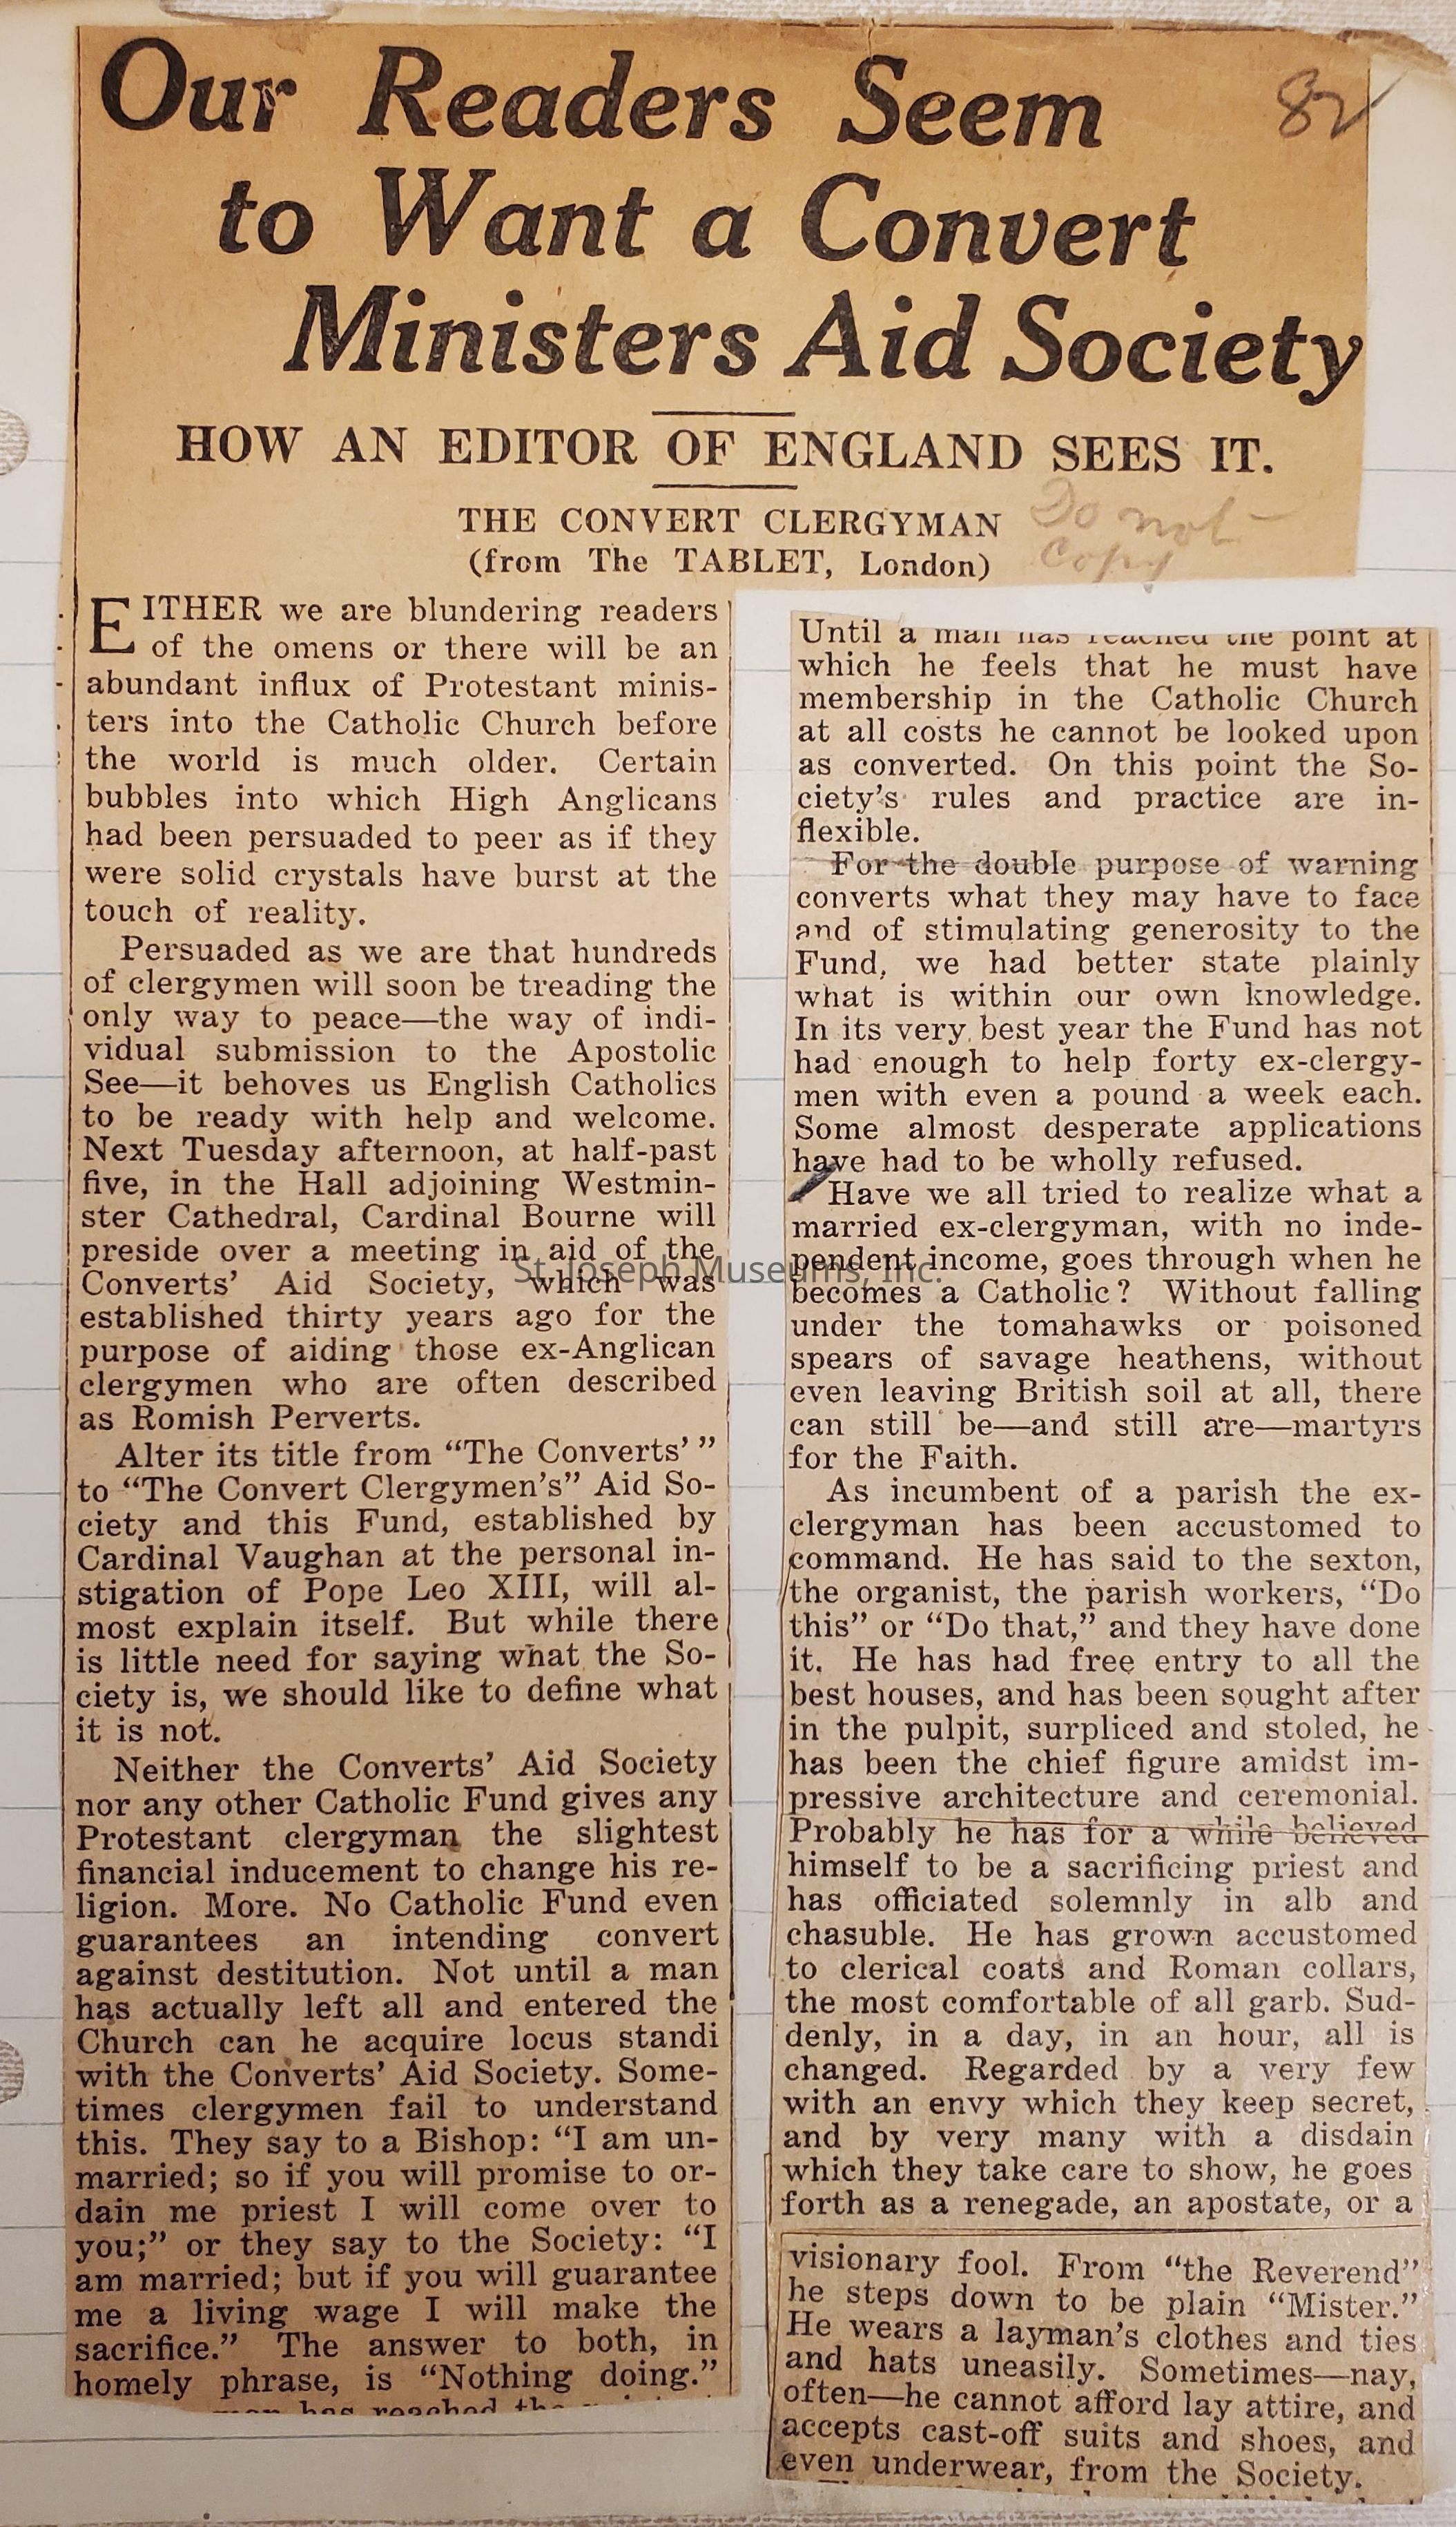 Our Readers Seem
to Want a Convert
Ministers Aid Society
82
HOW AN EDITOR OF ENGLAND SEES IT.
THE CONVERT CLERGYMAN
(from The TABLET, London)
Do not
Copy
EITHER we are blundering readers
of the omens or there will be an
abundant influx of Protestant minis-
ters into the Catholic Church before
the world is much older. Certain
bubbles into which High Anglicans
had been persuaded to peer as if they
were solid crystals have burst at the
touch of reality.
Persuaded as we are that hundreds
of clergymen will soon be treading the
only way to peace—the way of indi-
vidual submission to the Apostolic
See—it behoves us English Catholics
to be ready with help and welcome.
Next Tuesday afternoon, at half-past
five, in the Hall adjoining Westmin-
ster Cathedral, Cardinal Bourne will
preside over a meeting in aid of the
Converts' Aid Society, which was
established thirty years ago for the
purpose of aiding those ex-Anglican
clergymen who are often described
as Romish Perverts.
Alter its title from "The Converts' "
to "The Convert Clergymen's" Aid So-
ciety and this Fund, established by
Cardinal Vaughan at the personal in-
stigation of Pope Leo XIII, will al-
most explain itself. But while there
is little need for saying what the So-
ciety is, we should like to define what
it is not.
Neither the Converts' Aid Society
nor any other Catholic Fund gives any
Protestant clergyman the slightest
financial inducement to change his re-
ligion. More. No Catholic Fund even
guarantees an intending convert
against destitution. Not until a man
has actually left all and entered the
Church can he acquire locus standi
with the Converts' Aid Society. Some-
times clergymen fail to understand
this. They say to a Bishop: "I am un-
married; so if you will promise to or-
dain me priest I will come over to
you;" or they say to the Society: "I
am married; but if you will guarantee
me a living wage I will make the
sacrifice." The answer to both, in
homely phrase, is "Nothing doing."
man has reached the
Until a man has reached the point at
which he feels that he must have
membership in the Catholic Church
at all costs he cannot be looked upon
as converted. On this point the So-
ciety's rules and practice are in-
flexible.
For the double purpose of warning
converts what they may have to face
and of stimulating generosity to the
Fund, we had better state plainly
what is within our own knowledge.
In its very best year the Fund has not
had enough to help forty ex-clergy-
men with even a pound a week each.
Some almost desperate applications
have had to be wholly refused.
Have we all tried to realize what a
married ex-clergyman, with no inde-
pendent income, goes through when he
becomes a Catholic? Without falling
under the tomahawks or poisoned
spears of savage heathens, without
even leaving British soil at all, there
can still be—and still are—martyrs
for the Faith.
As incumbent of a parish the ex-
clergyman has been accustomed to
command. He has said to the sexton,
the organist, the parish workers, "Do
this" or "Do that," and they have done
it. He has had free entry to all the
best houses, and has been sought after
in the pulpit, surpliced and stoled, he
has been the chief figure amidst im-
pressive architecture and ceremonial.
Probably he has for a while believed
himself to be a sacrificing priest and
has officiated solemnly in alb and
chasuble. He has grown accustomed
to clerical coats and Roman collars,
the most comfortable of all garb. Sud-
denly, in a day, in an hour, all is
changed. Regarded by a very few
with an envy which they keep secret,
and by very many with a disdain
which they take care to show, he goes
forth as a renegade, an apostate, or a
visionary fool. From "the Reverend"
he steps down to be plain "Mister."
He wears a layman's clothes and ties
and hats uneasily. Sometimes—nay,
often—he cannot afford lay attire, and
accepts cast-off suits and shoes, and
even underwear, from the Society.
St. Joseph Museums, Inc.